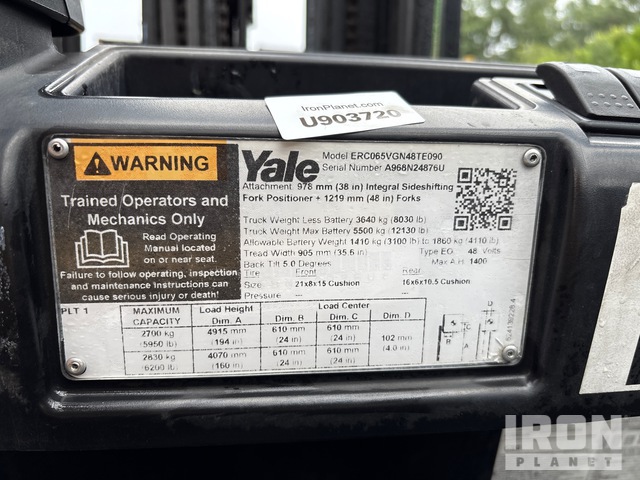 IronPlanet.com
U903720
WARNING
Trained Operators and
Mechanics Only
Read Operating
Manual located
on or near seat.
Failure to follow operating, inspection
and maintenance instructions can
cause serious injury or death!
Yale
Model ERC065VGN48TE090
Serial Number A968N24876U
Attachment 978 mm (38 in) Integral Sideshifting
Fork Positioner + 1219 mm (48 in) Forks
Truck Weight Less Battery 3640 kg (8030 lb)
Truck Weight Max Battery 5500 kg (12130 lb)
Allowable Battery Weight 1410 kg (3100 lb) to 1860 kg (4110 lb)
Tread Width 905 mm (35.6 in) Type EO 48 Volts
Back Tilt 5.0 Degrees Max A.H. 1400
Tire Front Rear
Size 21x8x15 Cushion 16x6x10.5 Cushion
Pressure --- ---
PLT 1
MAXIMUM CAPACITY Load Height Dim. A Load Center Dim. B Dim. C Dim. D
2700 kg 4915 mm 610 mm 610 mm
(5950 lb) (194 in) (24 in) (24 in)
102 mm
(4.0 in)
4070 mm 610 mm 610 mm
(6200 lb) (160 in) (24 in) (24 in)
D
C
B
A
IRON
PLANET